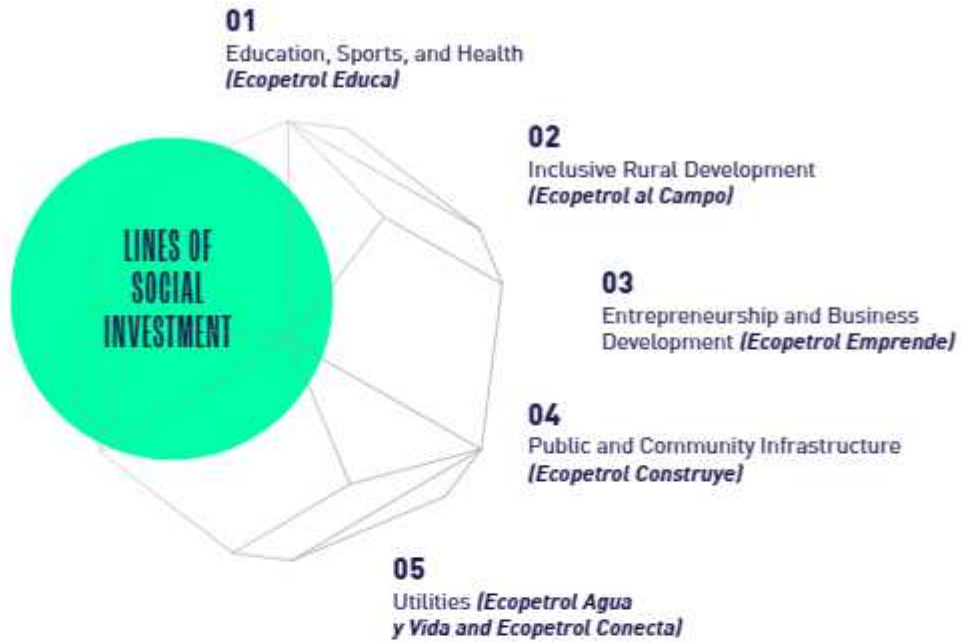 01
Education, Sports, and Health
(Ecopetrol Educa)
02
Inclusive Rural Development
(Ecopetrol al Campo)
LINES OF
SOCIAL
INVESTMENT
03
Entrepreneurship and Business
Development (Ecopetrol Emprende)
04
Public and Community Infrastructure
(Ecopetrol Construye)
05
Utilities (Ecopetrol Agua
y Vida and Ecopetrol Conecta)